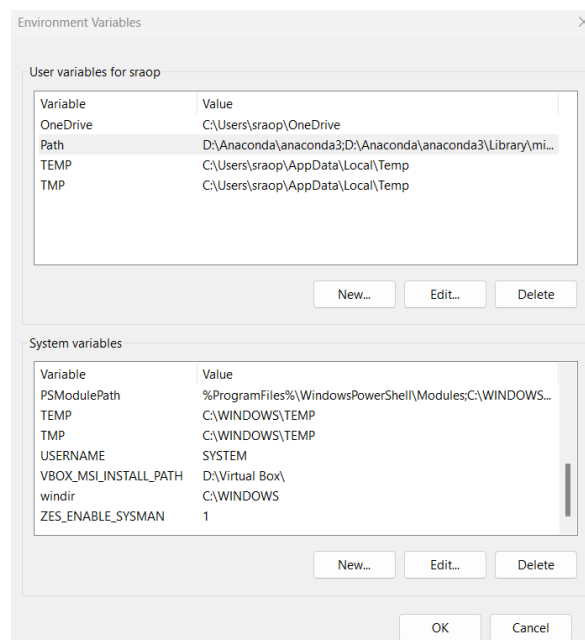 Environment Variables
User variables for sraop
Variable Value
OneDrive C:\Users\sraop\OneDrive
Path D:\Anaconda\anaconda3;D:\Anaconda\anaconda3\Library\mi...
TEMP C:\Users\sraop\AppData\Local\Temp
TMP C:\Users\sraop\AppData\Local\Temp
New... Edit... Delete
System variables
Variable Value
PSModulePath %ProgramFiles%\WindowsPowerShell\Modules;C:\WINDOWS...
TEMP C:\WINDOWS\TEMP
TMP C:\WINDOWS\TEMP
USERNAME SYSTEM
VBOX_MSI_INSTALL_PATH D:\Virtual Box\
windir C:\WINDOWS
ZES_ENABLE_SYSMAN 1
New... Edit... Delete
OK Cancel